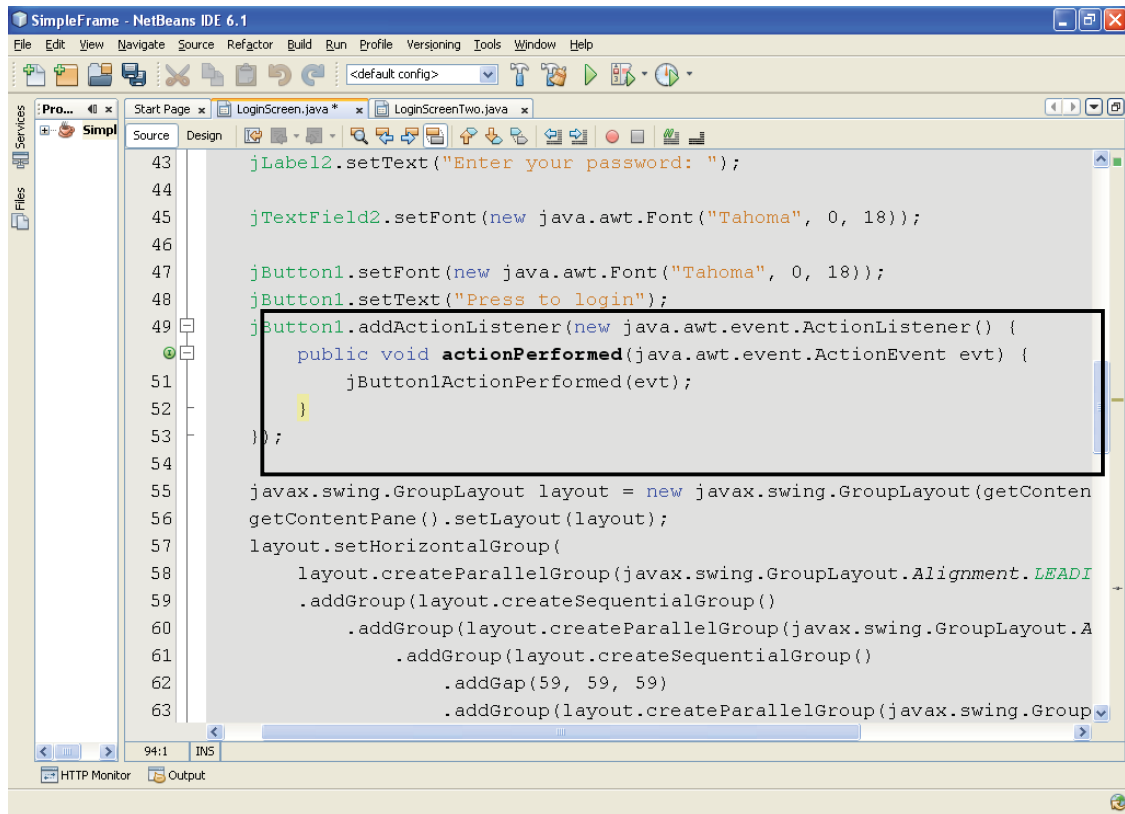 SimpleFrame - NetBeans IDE 6.1
File Edit View Navigate Source Refactor Build Run Profile Versioning Tools Window Help
<default config>
Services
Files
Pro...
Simpl
Start Page LoginScreen.java * LoginScreenTwo.java
Source Design
43 jLabel2.setText("Enter your password: ");
44
45 jTextField2.setFont(new java.awt.Font("Tahoma", 0, 18));
46
47 jButton1.setFont(new java.awt.Font("Tahoma", 0, 18));
48 jButton1.setText("Press to login");
49 jButton1.addActionListener(new java.awt.event.ActionListener() {
public void actionPerformed(java.awt.event.ActionEvent evt) {
51 jButton1ActionPerformed(evt);
52 }
53 });
54
55 javax.swing.GroupLayout layout = new javax.swing.GroupLayout(getConten
56 getContentPane().setLayout(layout);
57 layout.setHorizontalGroup(
58 layout.createParallelGroup(javax.swing.GroupLayout.Alignment.LEADI
59 .addGroup(layout.createSequentialGroup()
60 .addGroup(layout.createParallelGroup(javax.swing.GroupLayout.A
61 .addGroup(layout.createSequentialGroup()
62 .addGap(59, 59, 59)
63 .addGroup(layout.createParallelGroup(javax.swing.Group
94:1 INS
HTTP Monitor Output